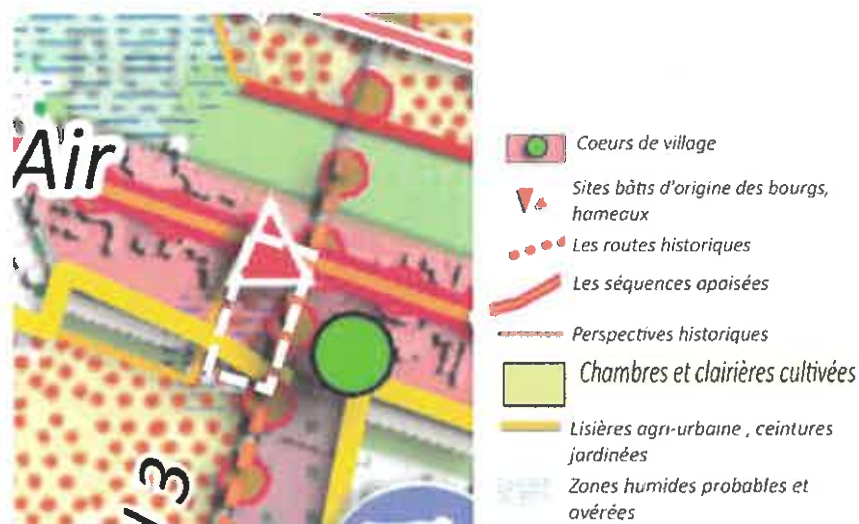 Air
3
Coeurs de village
Sites bâtis d'origine des bourgs,
hameaux
Les routes historiques
Les séquences apaisées
Perspectives historiques
Chambres et clairières cultivées
Lisières agri-urbaine , ceintures
jardinées
Zones humides probables et
avérées